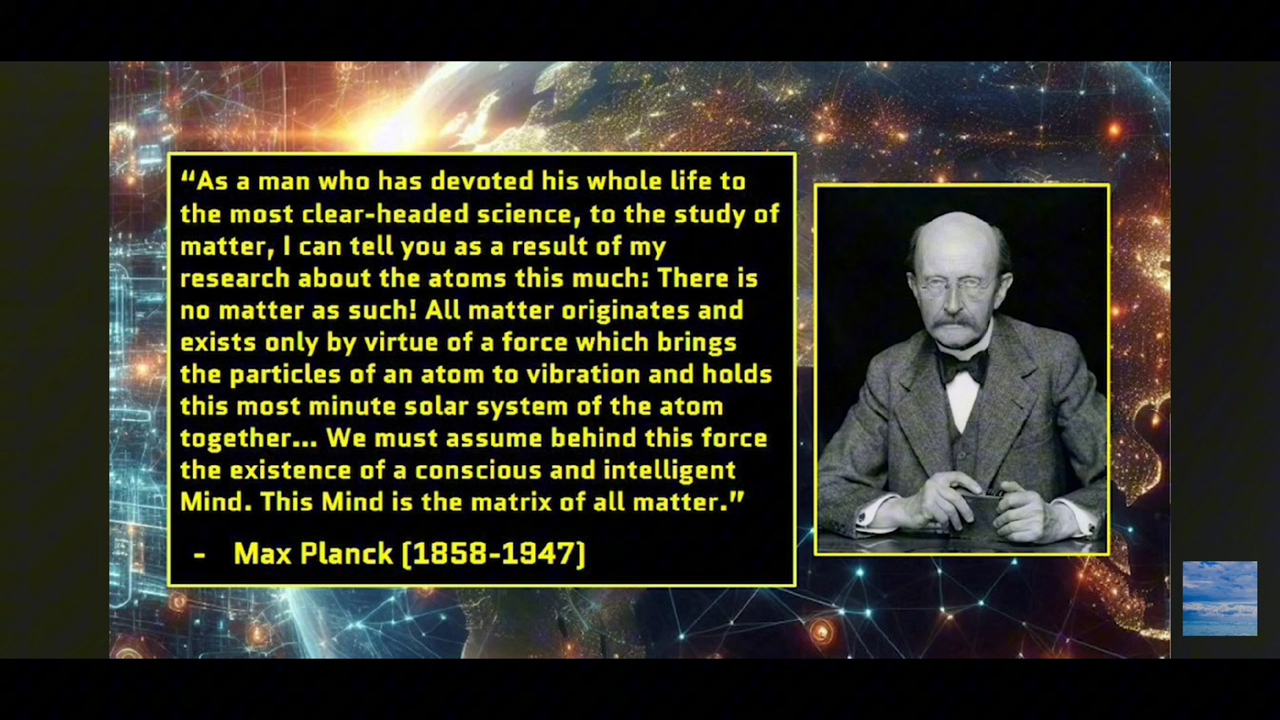 “As a man who has devoted his whole life to
the most clear-headed science, to the study of
matter, I can tell you as a result of my
research about the atoms this much: There is
no matter as such! All matter originates and
exists only by virtue of a force which brings
the particles of an atom to vibration and holds
this most minute solar system of the atom
together... We must assume behind this force
the existence of a conscious and intelligent
Mind. This Mind is the matrix of all matter.”
- Max Planck (1858-1947)